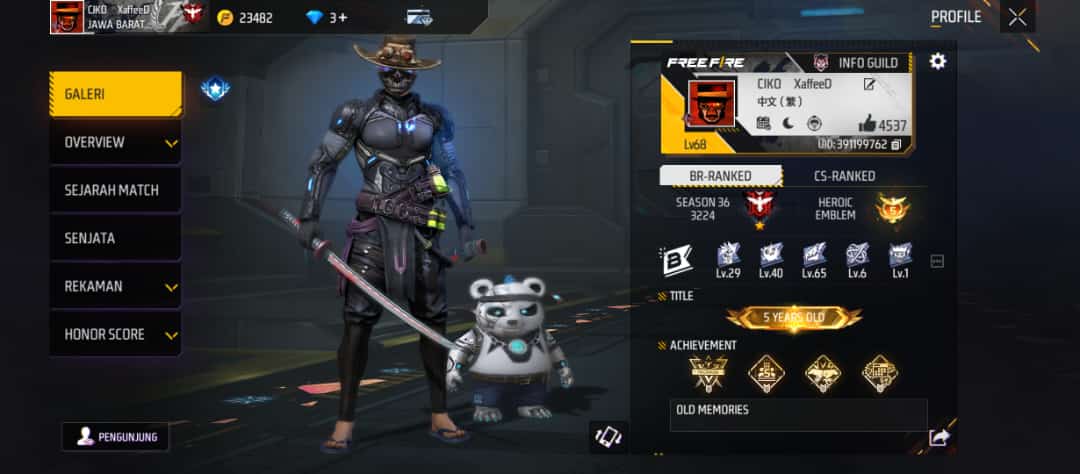 CIKO XaffeeD
JAWA BARAT...
23482
3+
PROFILE
GALERI
OVERVIEW
SEJARAH MATCH
SENJATA
REKAMAN
HONOR SCORE
PENGUNJUNG
FREE FIRE
INFO GUILD
CIKO XaffeeD
中文(繁)
4537
Lv68
UID:391199762
BR-RANKED
CS-RANKED
SEASON 36
3224
HEROIC
EMBLEM
5
Lv.29
Lv.40
Lv.65
Lv.6
Lv.1
TITLE
5 YEARS OLD
ACHIEVEMENT
OLD MEMORIES